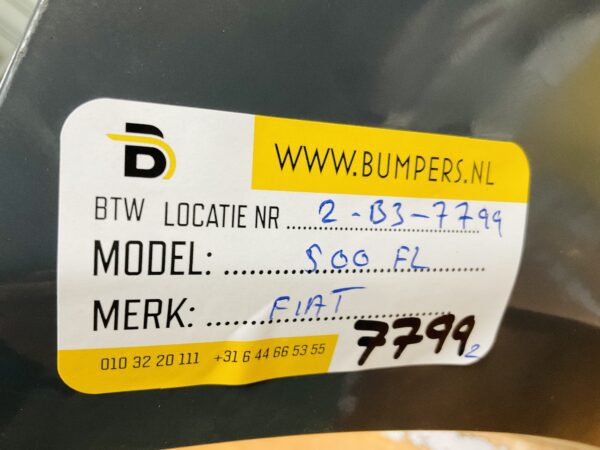 B
WWW.BUMPERS.NL
BTW LOCATIE NR 2-B3-7799
MODEL: 500 FL
MERK: FIAT
7799 2
010 32 20 111 +31 6 44 66 53 55